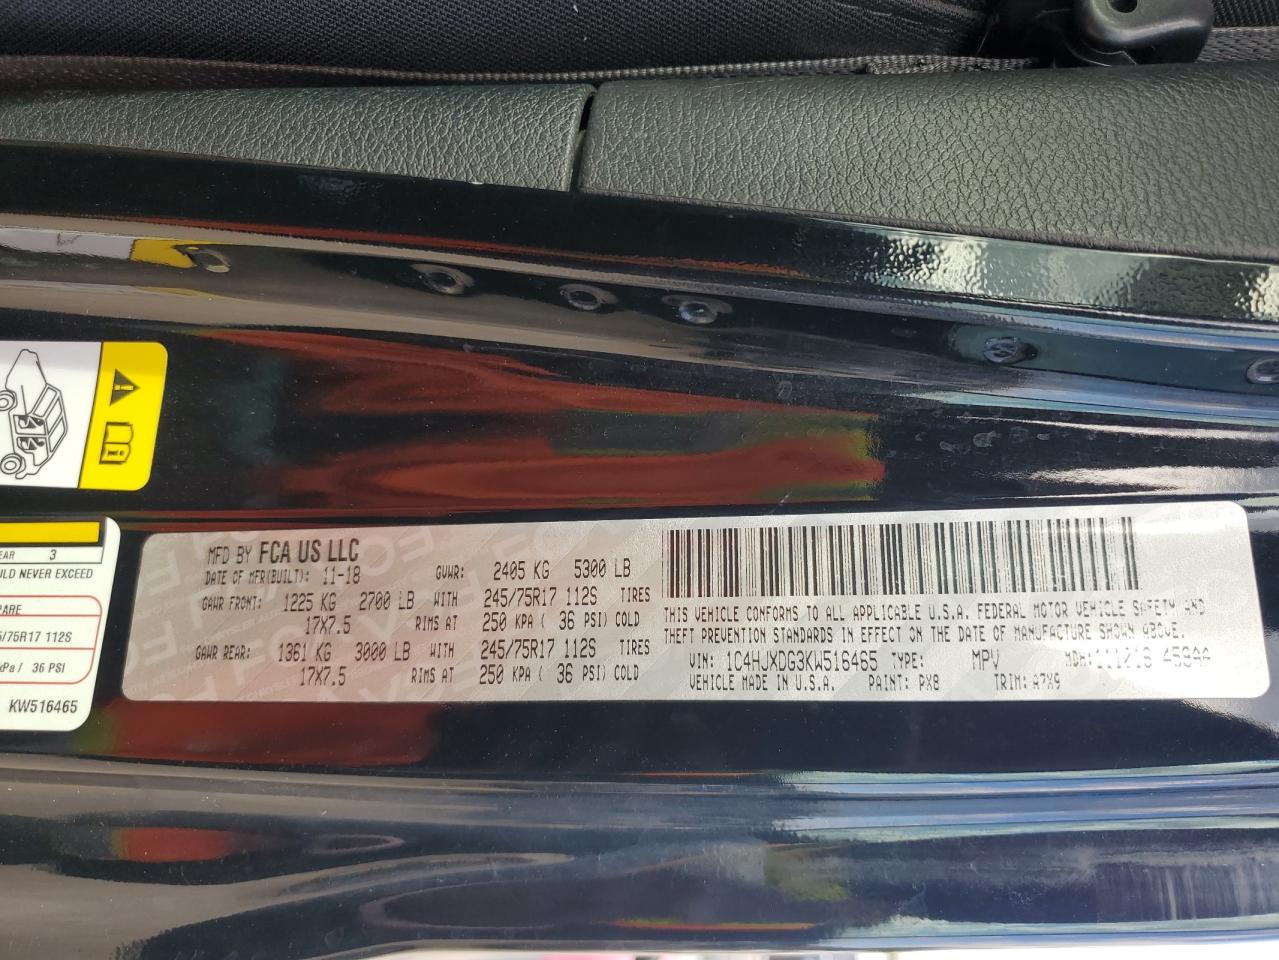 MFD BY FCA US LLC
DATE OF MFR(BUILT): 11-18 GVWR: 2405 KG 5300 LB
GAWR FRONT: 1225 KG 2700 LB WITH 245/75R17 112S TIRES
17X7.5 RIMS AT 250 KPA ( 36 PSI) COLD
GAWR REAR: 1361 KG 3000 LB WITH 245/75R17 112S TIRES
17X7.5 RIMS AT 250 KPA ( 36 PSI) COLD
THIS VEHICLE CONFORMS TO ALL APPLICABLE U.S.A. FEDERAL MOTOR VEHICLE SAFETY AND
THEFT PREVENTION STANDARDS IN EFFECT ON THE DATE OF MANUFACTURE SHOWN ABOVE.
VIN: 1C4HJXDG3KW516465 TYPE: MPV MDH:
VEHICLE MADE IN U.S.A. PAINT: PX8 TRIM: A7X9
EAR 3
ULD NEVER EXCEED
PARE
5/75R17 112S
kPa / 36 PSI
KW516465